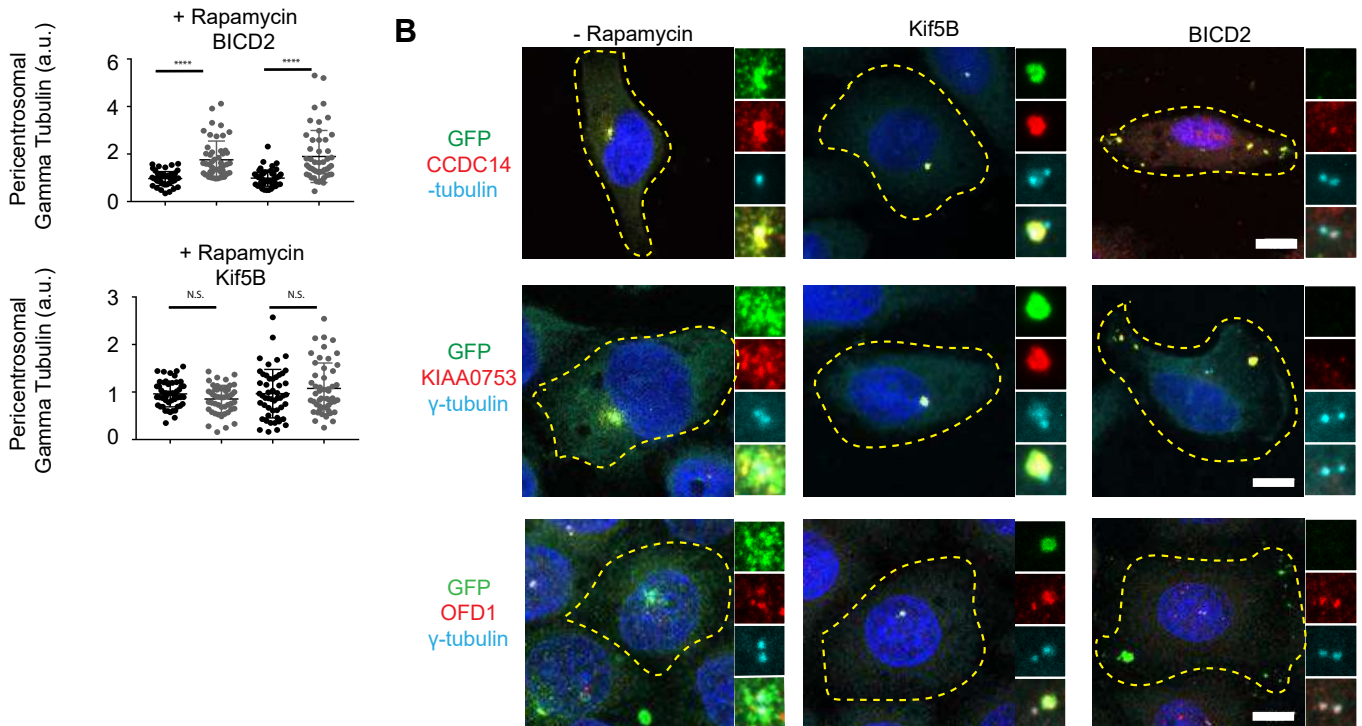 + Rapamycin
BICD2
Pericentrosomal
Gamma Tubulin (a.u.)
6
4
2
0
****
****
+ Rapamycin
Kif5B
Pericentrosomal
Gamma Tubulin (a.u.)
3
2
1
0
N.S.
N.S.
B
- Rapamycin
Kif5B
BICD2
GFP
CCDC14
-tubulin
GFP
KIAA0753
γ-tubulin
GFP
OFD1
γ-tubulin